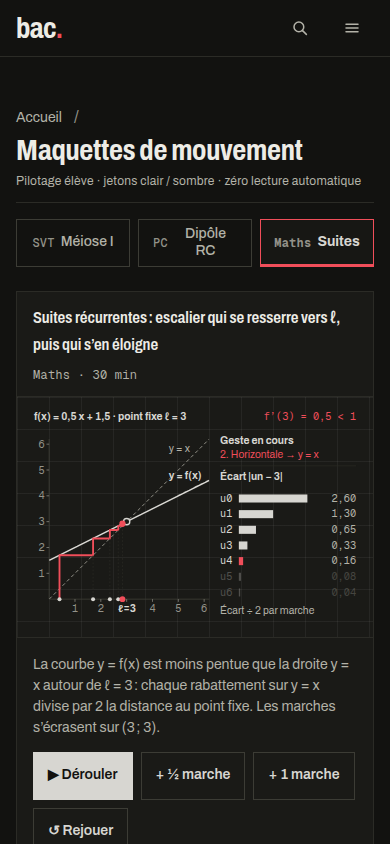 bac.
Accueil /
Maquettes de mouvement
Pilotage élève · jetons clair / sombre · zéro lecture automatique
SVT Méiose I
PC Dipôle RC
Maths Suites
Suites récurrentes : escalier qui se resserre vers ℓ,
puis qui s’en éloigne
Maths · 30 min
f(x) = 0,5 x + 1,5 · point fixe ℓ = 3
f'(3) = 0,5 < 1
6
5
4
3
2
1
y = x
y = f(x)
1 2 ℓ=3 4 5 6
Geste en cours
2. Horizontale → y = x
Écart |un − 3|
u0 2,60
u1 1,30
u2 0,65
u3 0,33
u4 0,16
u5 0,08
u6 0,04
Écart ÷ 2 par marche
La courbe y = f(x) est moins pentue que la droite y =
x autour de ℓ = 3 : chaque rabattement sur y = x
divise par 2 la distance au point fixe. Les marches
s’écrasent sur (3 ; 3).
▶ Dérouler
+ ½ marche
+ 1 marche
↺ Rejouer